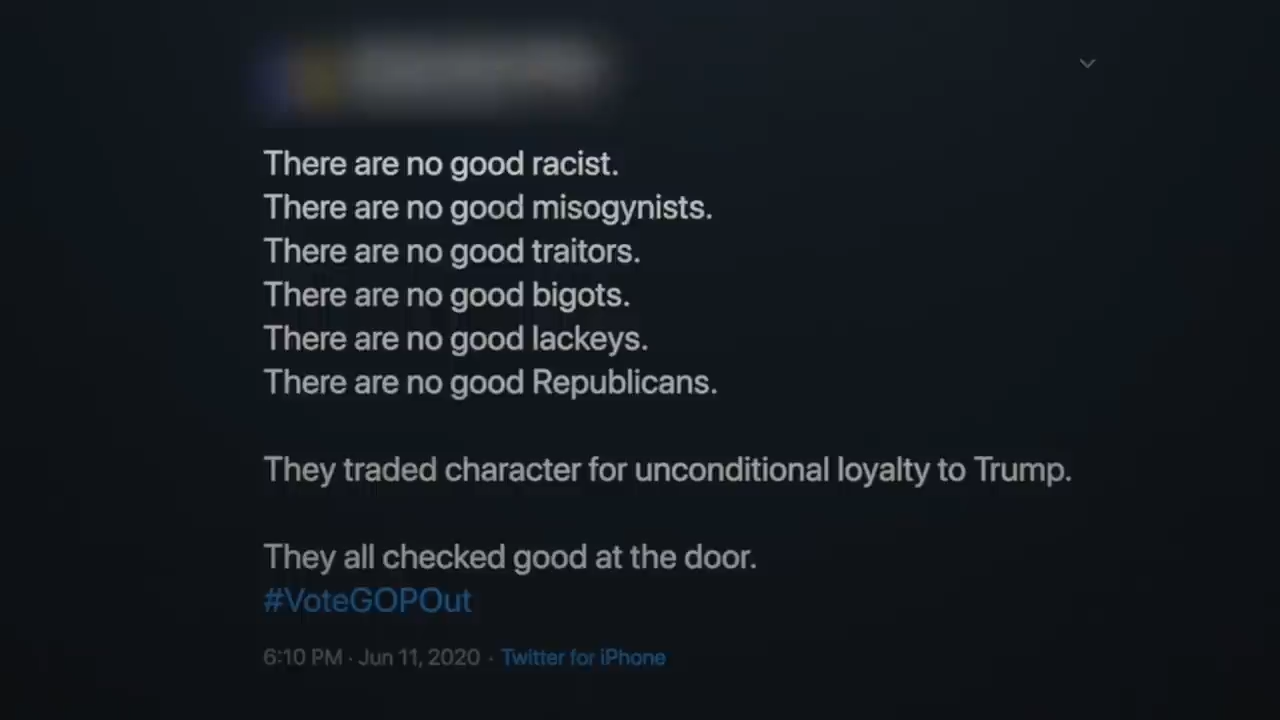 There are no good racist.
There are no good misogynists.
There are no good traitors.
There are no good bigots.
There are no good lackeys.
There are no good Republicans.
They traded character for unconditional loyalty to Trump.
They all checked good at the door.
#VoteGOPOut
6:10 PM · Jun 11, 2020 · Twitter for iPhone